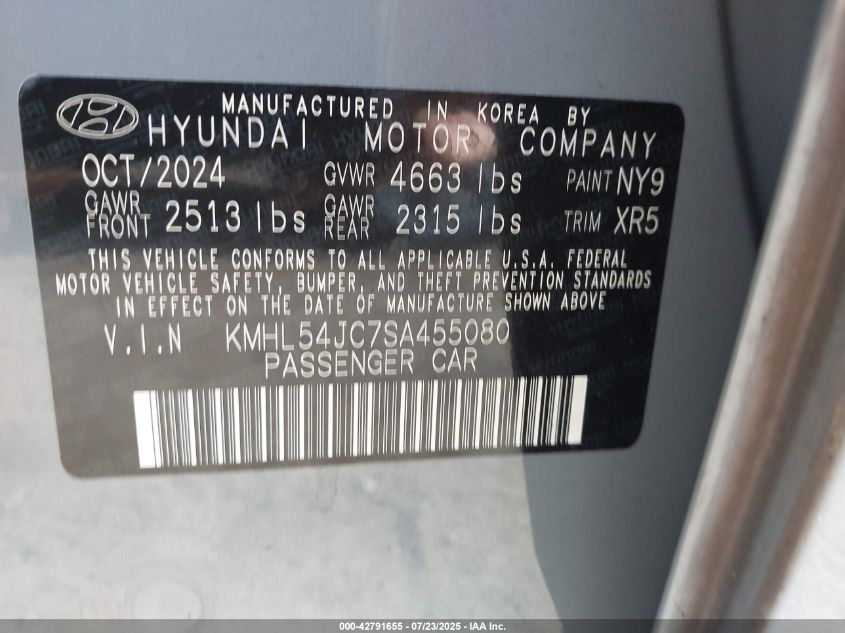 MANUFACTURED IN KOREA BY
HYUNDAI MOTOR COMPANY
OCT/2024 GVWR 4663 lbs PAINT NY9
GAWR FRONT 2513 lbs GAWR REAR 2315 lbs TRIM XR5
THIS VEHICLE CONFORMS TO ALL APPLICABLE U.S.A. FEDERAL
MOTOR VEHICLE SAFETY, BUMPER, AND THEFT PREVENTION STANDARDS
IN EFFECT ON THE DATE OF MANUFACTURE SHOWN ABOVE.
V.I.N KMHL54JC7SA455080
PASSENGER CAR
000-42791655 - 07/23/2025 - IAA Inc.